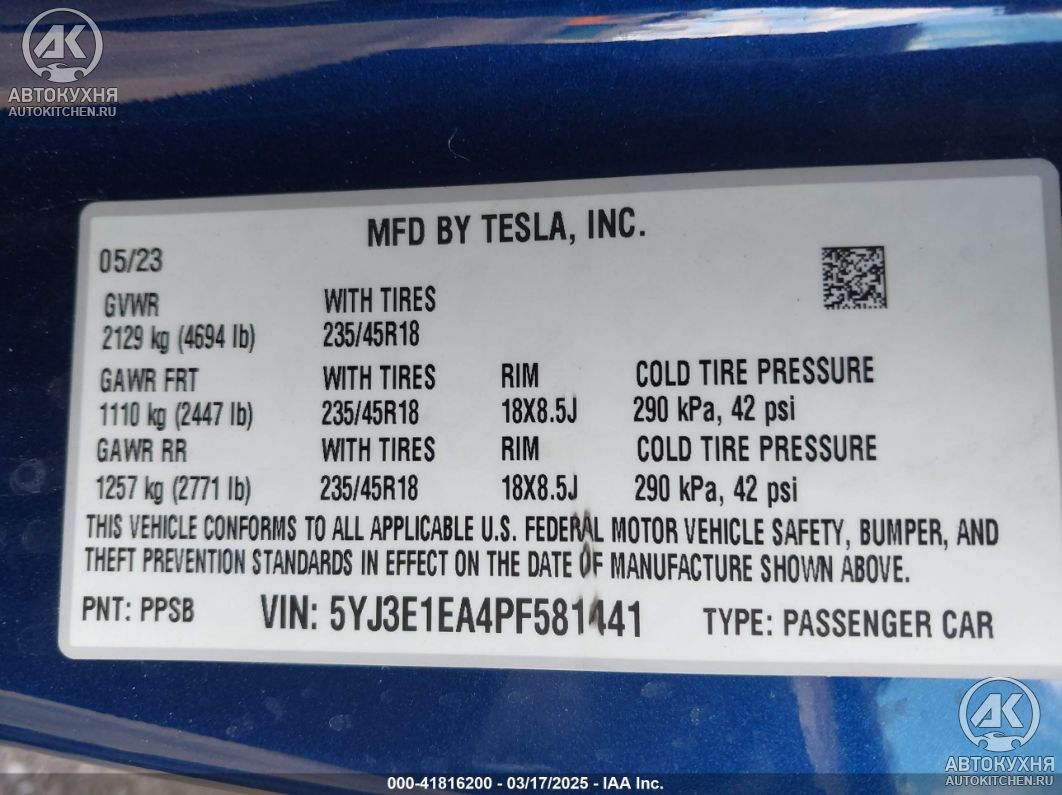 AK
АВТОКУХНЯ
AUTOKITCHEN.RU
MFD BY TESLA, INC.
05/23
GVWR WITH TIRES
2129 kg (4694 lb) 235/45R18
GAWR FRT WITH TIRES RIM COLD TIRE PRESSURE
1110 kg (2447 lb) 235/45R18 18X8.5J 290 kPa, 42 psi
GAWR RR WITH TIRES RIM COLD TIRE PRESSURE
1257 kg (2771 lb) 235/45R18 18X8.5J 290 kPa, 42 psi
THIS VEHICLE CONFORMS TO ALL APPLICABLE U.S. FEDERAL MOTOR VEHICLE SAFETY, BUMPER, AND
THEFT PREVENTION STANDARDS IN EFFECT ON THE DATE OF MANUFACTURE SHOWN ABOVE.
PNT: PPSB VIN: 5YJ3E1EA4PF581441 TYPE: PASSENGER CAR
AK
АВТОКУХНЯ
AUTOKITCHEN.RU
000-41816200 - 03/17/2025 - IAA Inc.